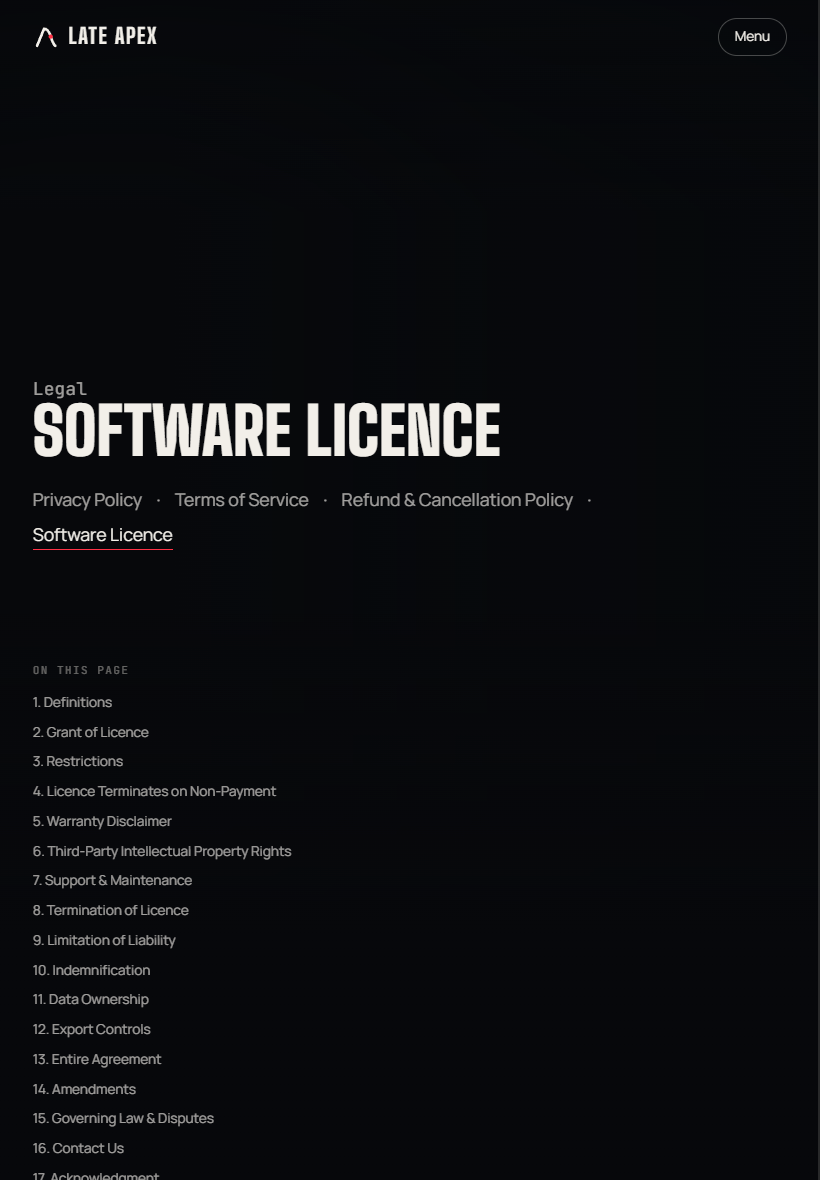 LATE APEX
Menu
Legal
SOFTWARE LICENCE
Privacy Policy · Terms of Service · Refund & Cancellation Policy ·
Software Licence
ON THIS PAGE
1. Definitions
2. Grant of Licence
3. Restrictions
4. Licence Terminates on Non-Payment
5. Warranty Disclaimer
6. Third-Party Intellectual Property Rights
7. Support & Maintenance
8. Termination of Licence
9. Limitation of Liability
10. Indemnification
11. Data Ownership
12. Export Controls
13. Entire Agreement
14. Amendments
15. Governing Law & Disputes
16. Contact Us
17. Acknowledgment